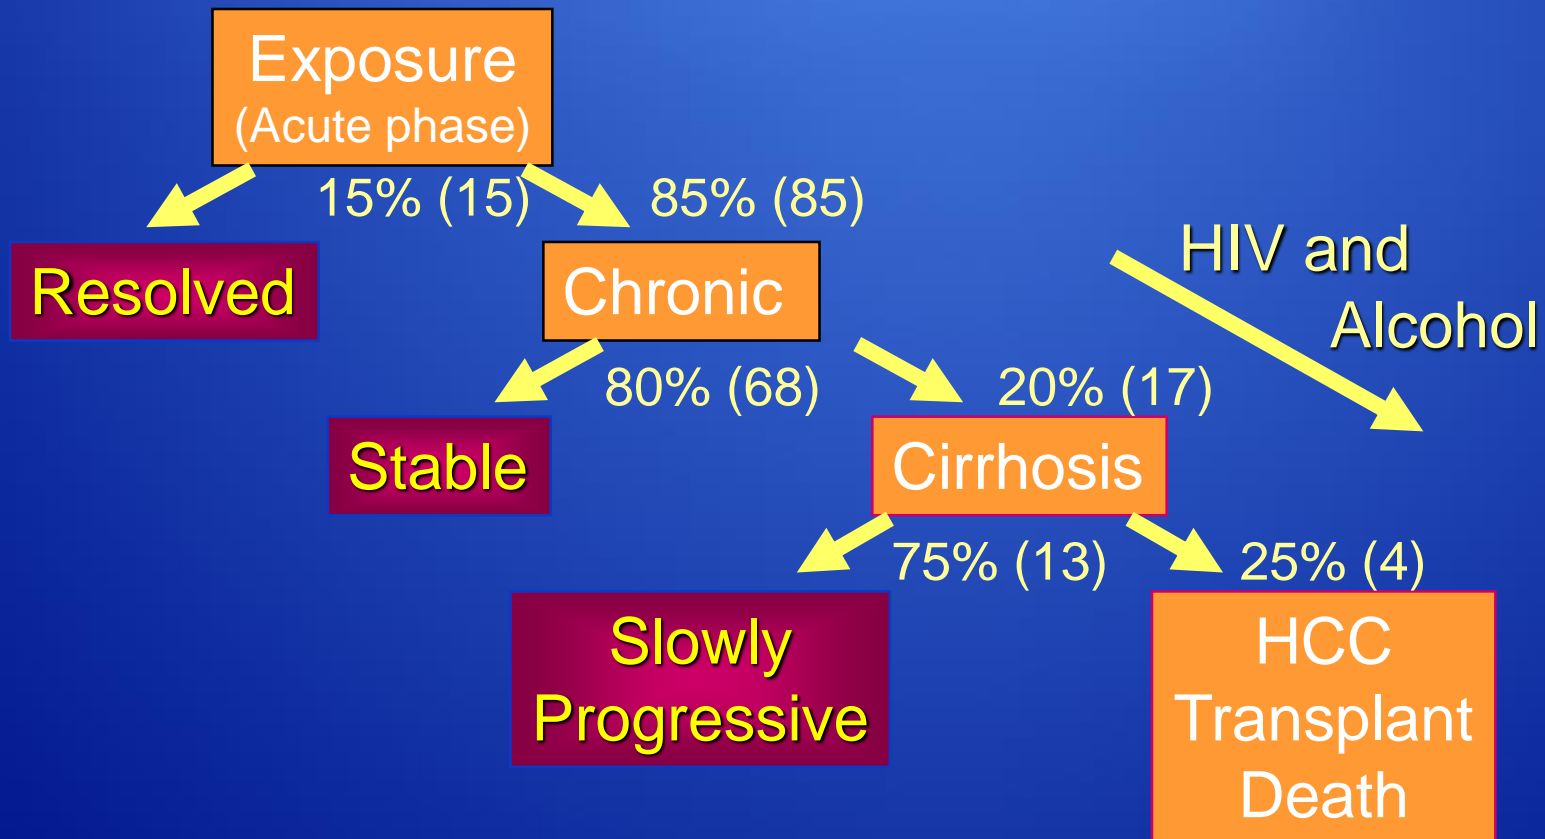 Exposure
(Acute phase)
15% (15)
85% (85)
HIV and
Alcohol
Resolved
Chronic
80% (68)
20% (17)
Stable
Cirrhosis
75% (13)
25% (4)
Slowly
Progressive
HCC
Transplant
Death